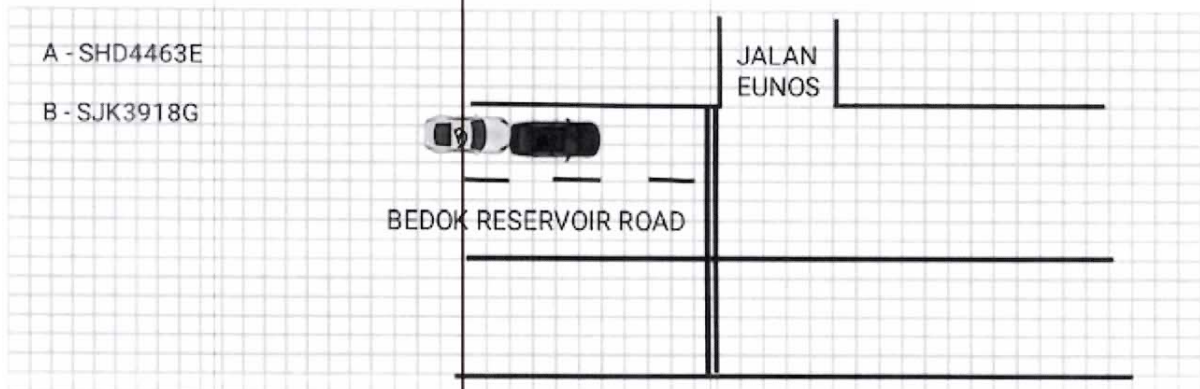 A - SHD4463E
B - SJK3918G
JALAN
EUNOS
B
BEDOK RESERVOIR ROAD